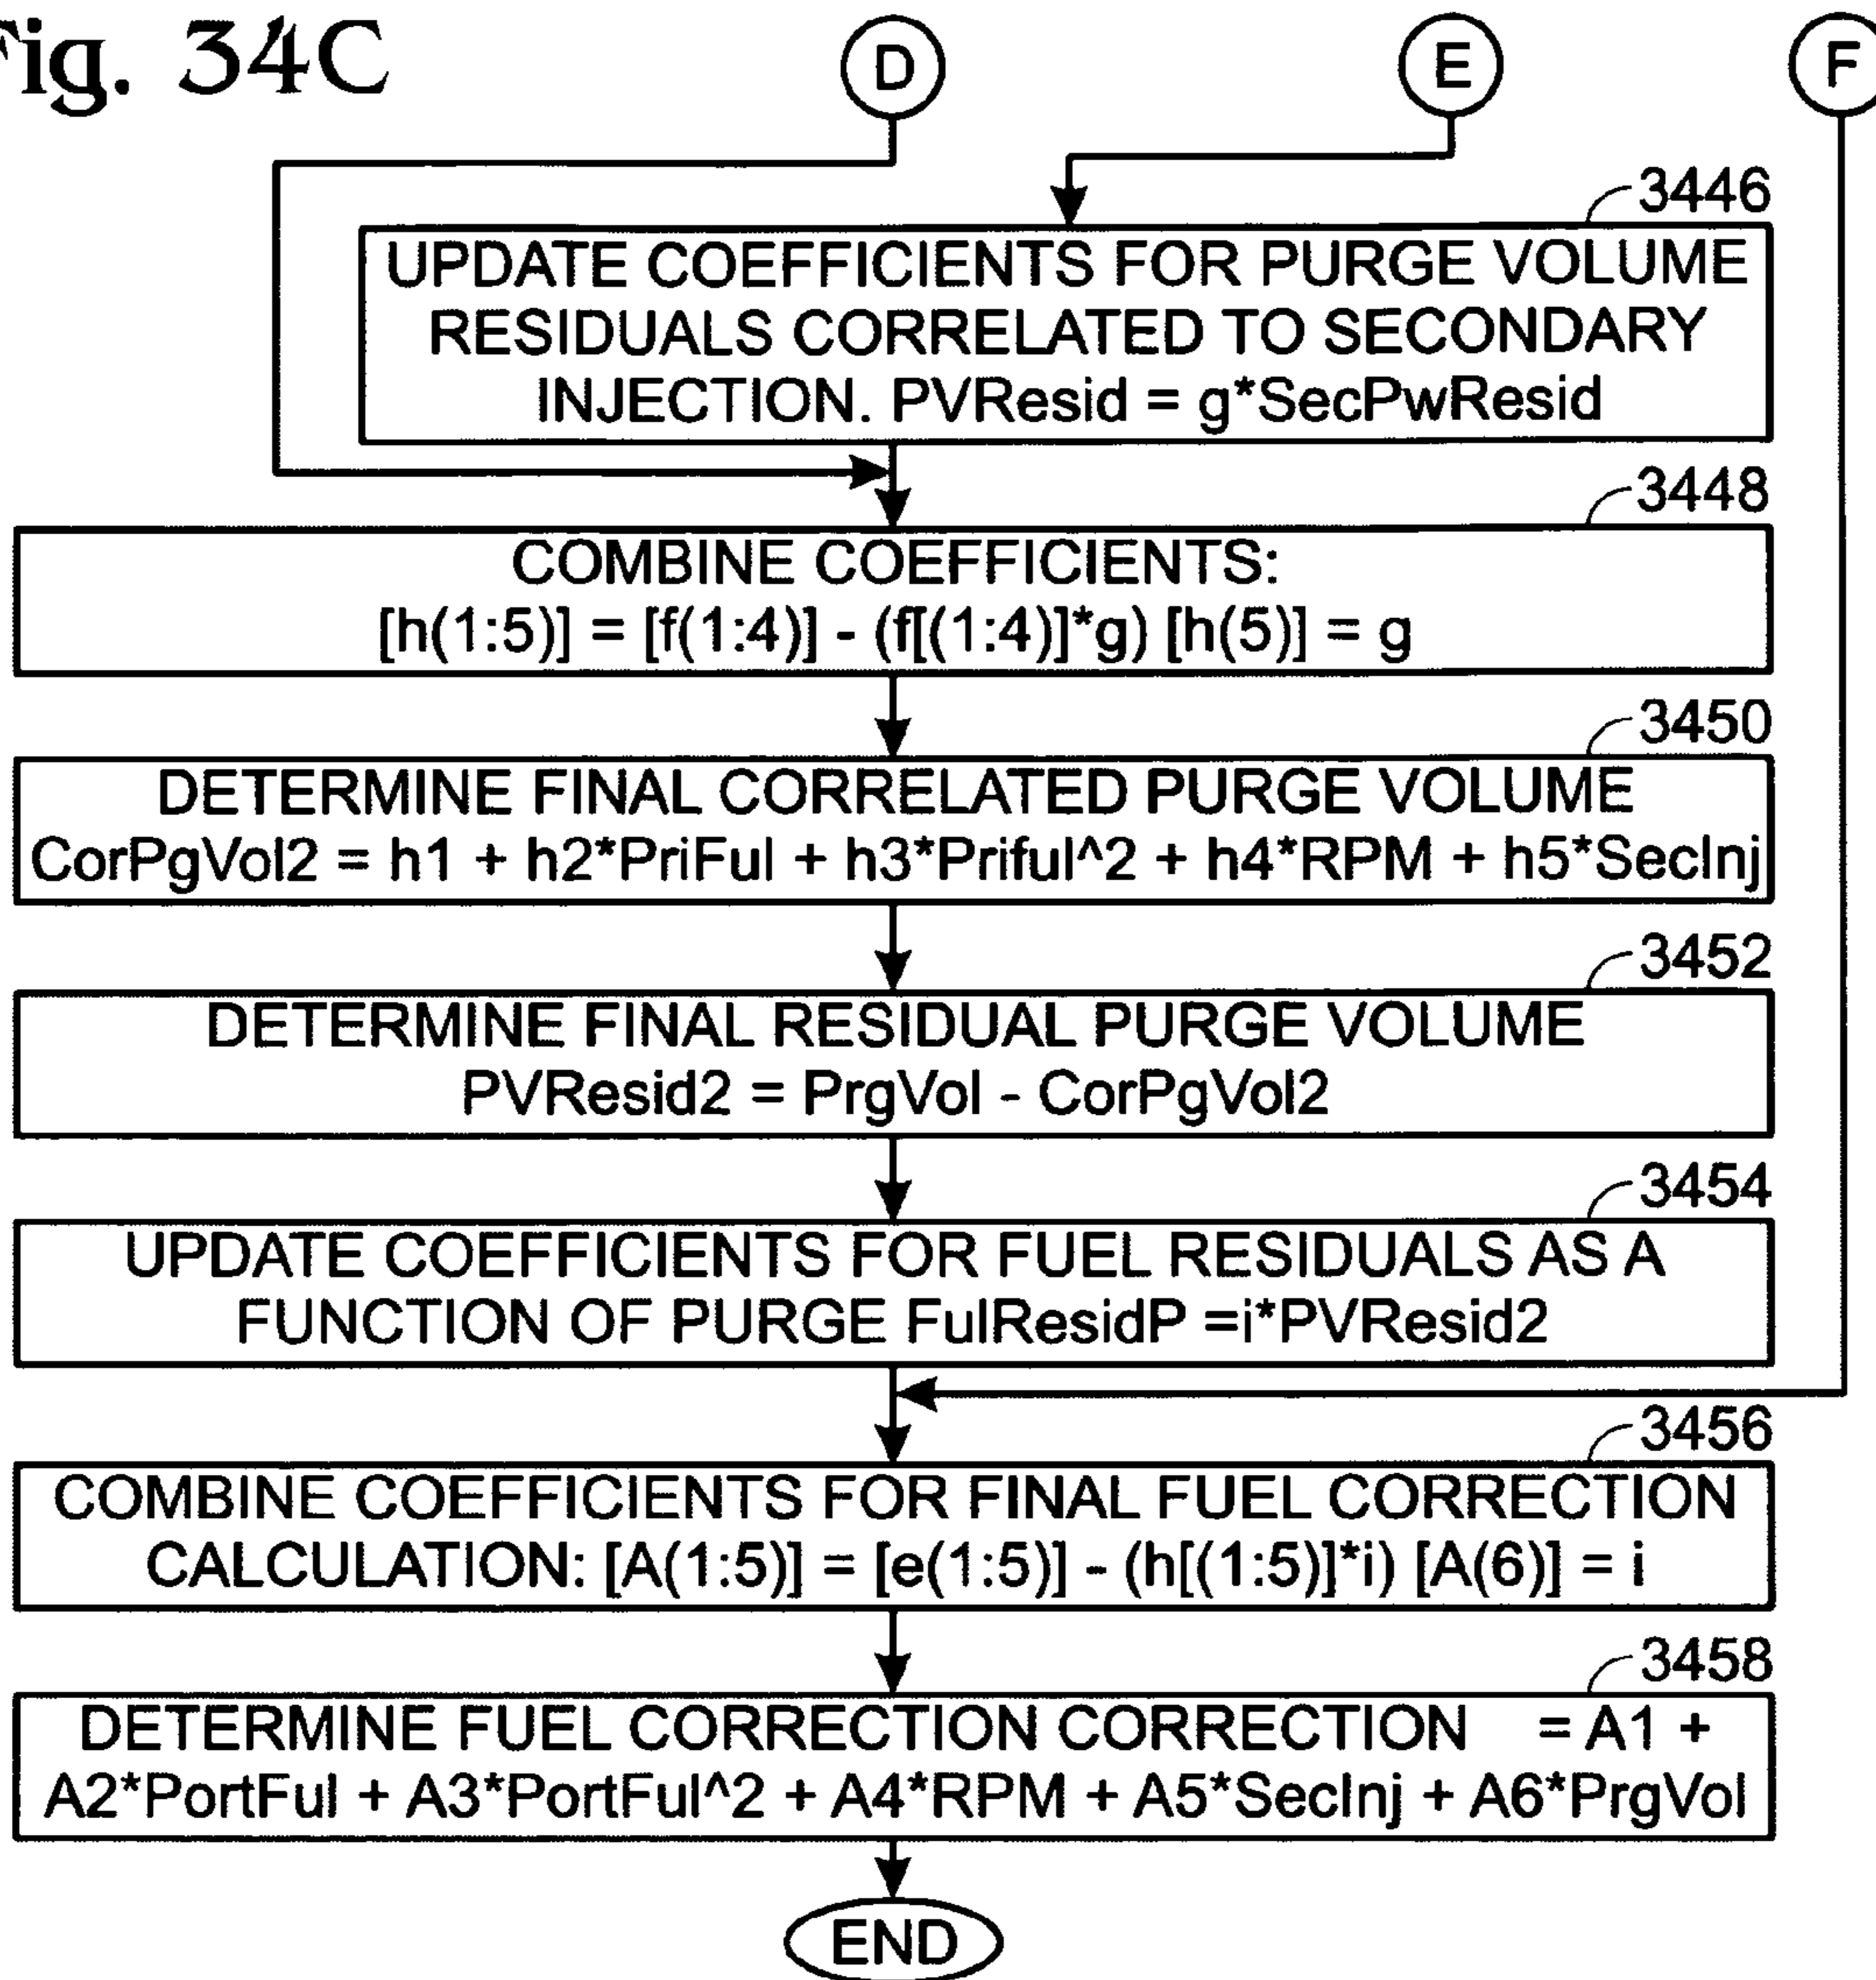 Fig. 34C
D
E
F
3446
UPDATE COEFFICIENTS FOR PURGE VOLUME
RESIDUALS CORRELATED TO SECONDARY
INJECTION. PVResid = g*SecPwResid
3448
COMBINE COEFFICIENTS:
[h(1:5)] = [f(1:4)] - (f[(1:4)]*g) [h(5)] = g
3450
DETERMINE FINAL CORRELATED PURGE VOLUME
CorPgVol2 = h1 + h2*PriFul + h3*Priful^2 + h4*RPM + h5*SecInj
3452
DETERMINE FINAL RESIDUAL PURGE VOLUME
PVResid2 = PrgVol - CorPgVol2
3454
UPDATE COEFFICIENTS FOR FUEL RESIDUALS AS A
FUNCTION OF PURGE FulResidP =i*PVResid2
3456
COMBINE COEFFICIENTS FOR FINAL FUEL CORRECTION
CALCULATION: [A(1:5)] = [e(1:5)] - (h[(1:5)]*i) [A(6)] = i
3458
DETERMINE FUEL CORRECTION CORRECTION = A1 +
A2*PortFul + A3*PortFul^2 + A4*RPM + A5*SecInj + A6*PrgVol
END